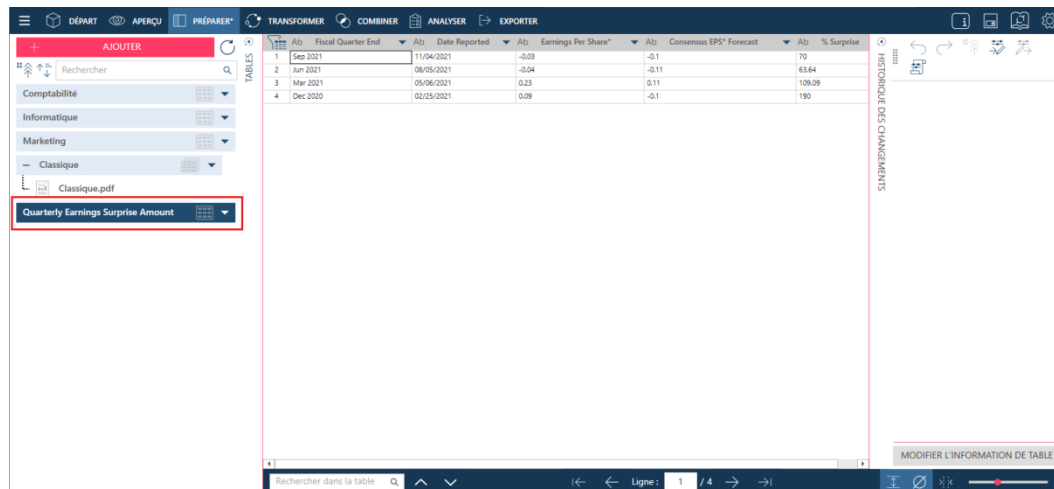 DÉPART APERÇU PRÉPARER* TRANSFORMER COMBINER ANALYSER EXPORTER
+ AJOUTER
Rechercher
TABLES
Comptabilité
Informatique
Marketing
− Classique
Classique.pdf
Quarterly Earnings Surprise Amount
Ab Fiscal Quarter End Ab Date Reported Ab Earnings Per Share* Ab Consensus EPS* Forecast Ab % Surprise
1 Sep 2021 11/04/2021 -0.03 -0.1 70
2 Jun 2021 08/05/2021 -0.04 -0.11 63.64
3 Mar 2021 05/06/2021 0.23 0.11 109.09
4 Dec 2020 02/25/2021 0.09 -0.1 190
HISTORIQUE DES CHANGEMENTS
MODIFIER L'INFORMATION DE TABLE
Rechercher dans la table Ligne : 1 / 4